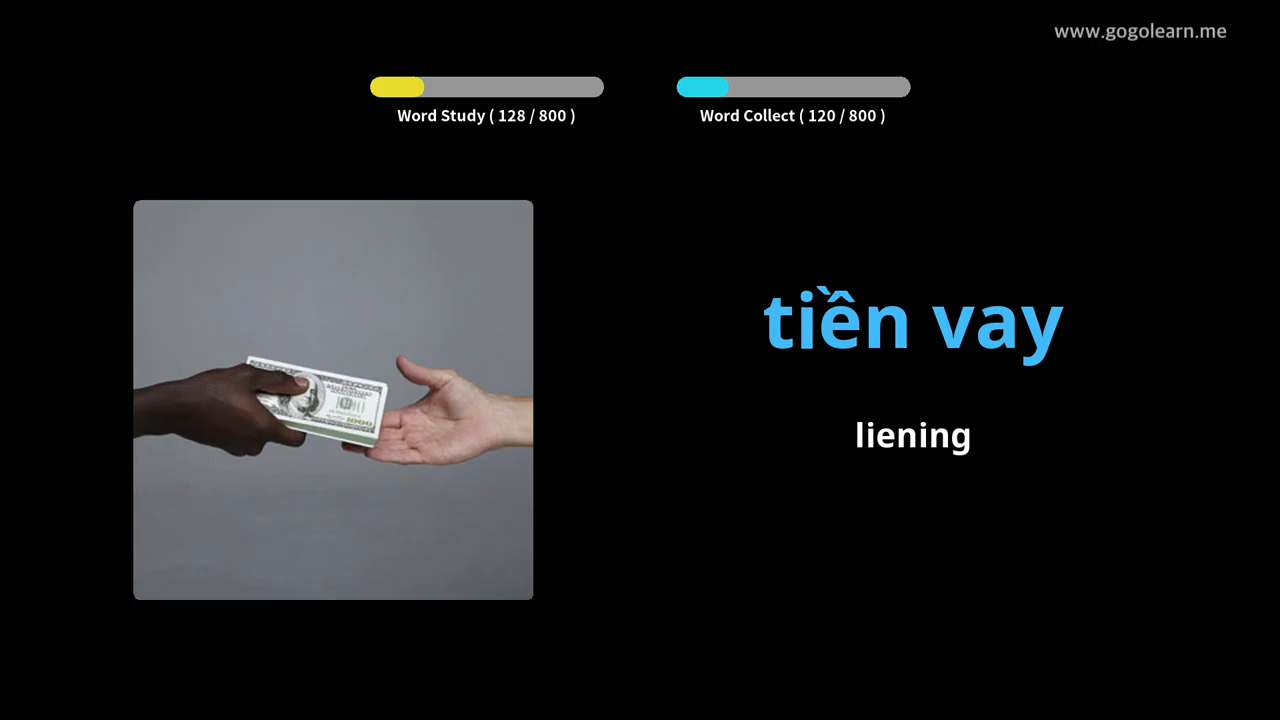 www.gogolearn.me
Word Study ( 128 / 800 )
Word Collect ( 120 / 800 )
tiền vay
liening